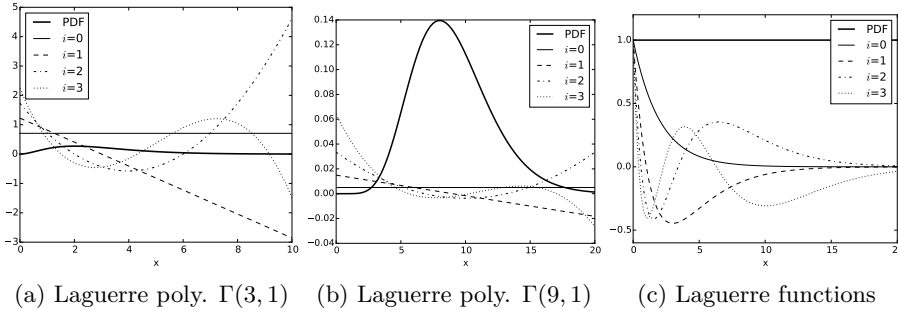 5
4
3
2
1
0
−1
−2
−3
0 2 4 6 8 10
x
PDF
i=0
i=1
i=2
i=3
0.14
0.12
0.10
0.08
0.06
0.04
0.02
0.00
−0.02
−0.04
0 5 10 15 20
x
PDF
i=0
i=1
i=2
i=3
1.0
0.5
0.0
−0.5
0 5 10 15 20
x
PDF
i=0
i=1
i=2
i=3
(a) Laguerre poly. Γ(3, 1) (b) Laguerre poly. Γ(9, 1) (c) Laguerre functions